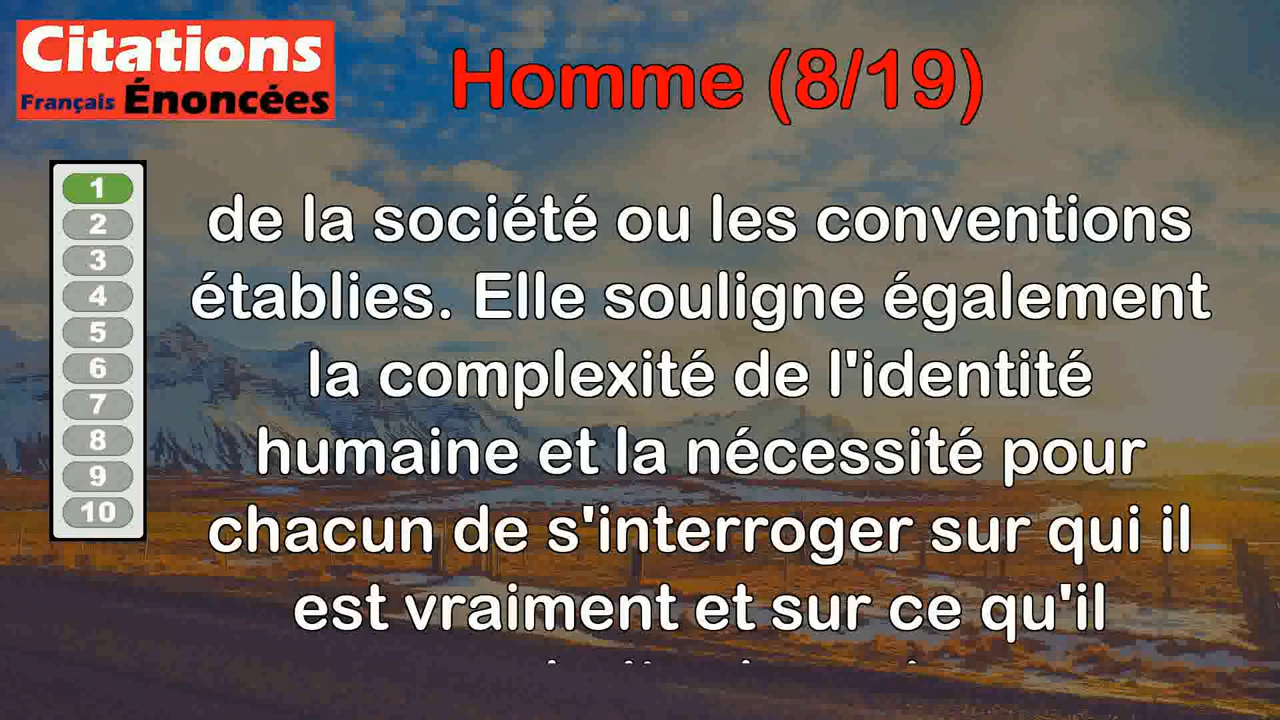 Citations
Français Énoncées
Homme (8/19)
1
2
3
4
5
6
7
8
9
10
de la société ou les conventions
établies. Elle souligne également
la complexité de l'identité
humaine et la nécessité pour
chacun de s'interroger sur qui il
est vraiment et sur ce qu'il